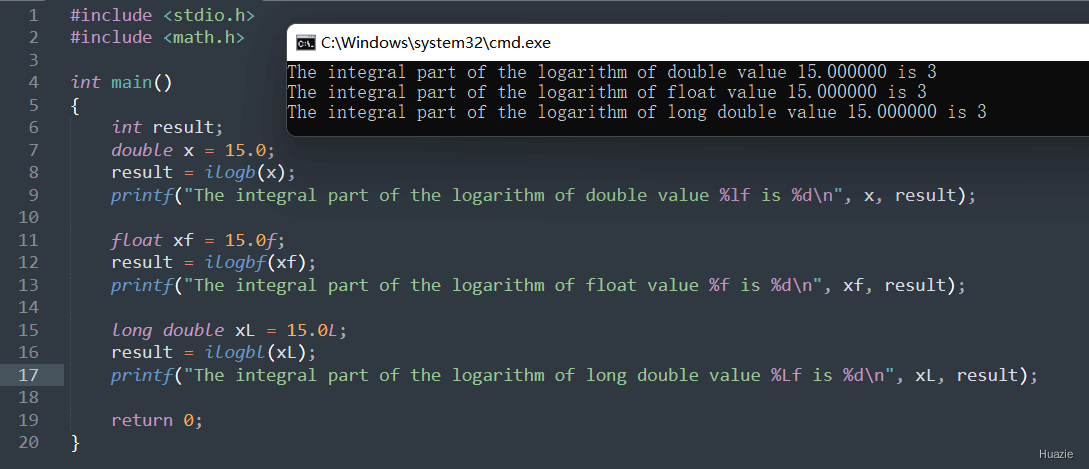 1 #include <stdio.h>
2 #include <math.h>
3
4 int main()
5 {
6 int result;
7 double x = 15.0;
8 result = ilogb(x);
9 printf("The integral part of the logarithm of double value %lf is %d\n", x, result);
10
11 float xf = 15.0f;
12 result = ilogbf(xf);
13 printf("The integral part of the logarithm of float value %f is %d\n", xf, result);
14
15 long double xL = 15.0L;
16 result = ilogbl(xL);
17 printf("The integral part of the logarithm of long double value %Lf is %d\n", xL, result);
18
19 return 0;
20 }
C:\Windows\system32\cmd.exe
The integral part of the logarithm of double value 15.000000 is 3
The integral part of the logarithm of float value 15.000000 is 3
The integral part of the logarithm of long double value 15.000000 is 3
Huazie